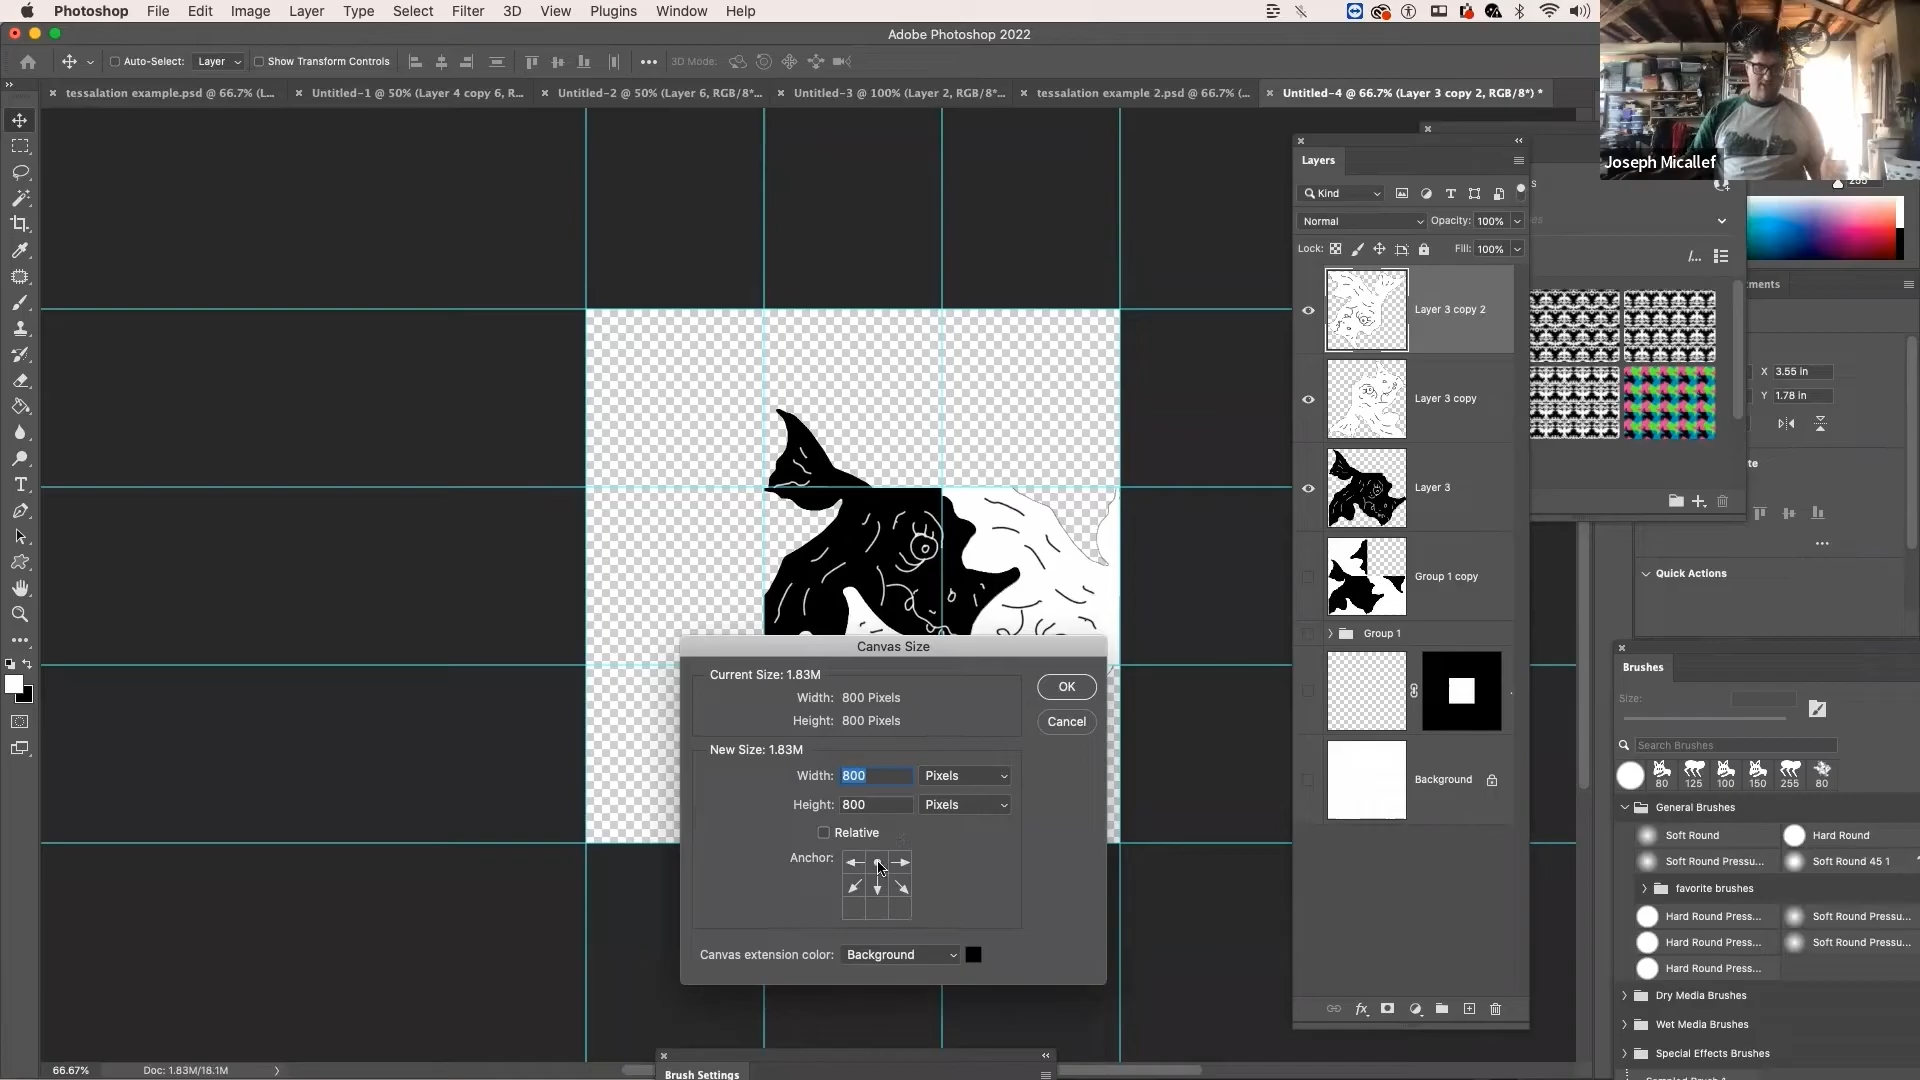 Photoshop File Edit Image Layer Type Select Filter 3D View Plugins Window Help
Adobe Photoshop 2022
Auto-Select: Layer Show Transform Controls ••• 3D Mode:
tessalation example.psd @ 66.7% (L... Untitled-1 @ 50% (Layer 4 copy 6, R... Untitled-2 @ 50% (Layer 6, RGB/8*... Untitled-3 @ 100% (Layer 2, RGB/8*... tessalation example 2.psd @ 66.7% (... Untitled-4 @ 66.7% (Layer 3 copy 2, RGB/8*) *
Joseph Micallef
Layers
Kind
Normal Opacity: 100%
Lock: Fill: 100%
Layer 3 copy 2
Layer 3 copy
Layer 3
Group 1 copy
Group 1
Background
255
ments
X 3.55 in
Y 1.78 in
Quick Actions
Canvas Size
Current Size: 1.83M
Width: 800 Pixels
Height: 800 Pixels
New Size: 1.83M
Width: 800 Pixels
Height: 800 Pixels
Relative
Anchor:
Canvas extension color: Background
OK
Cancel
Brushes
Size:
Search Brushes
80 125 100 150 255 80
General Brushes
Soft Round Hard Round
Soft Round Pressu... Soft Round 45 1
favorite brushes
Hard Round Press... Soft Round Pressu...
Hard Round Press... Soft Round Pressu...
Hard Round Press...
Dry Media Brushes
Wet Media Brushes
Special Effects Brushes
66.67% Doc: 1.83M/18.1M
Brush Settings